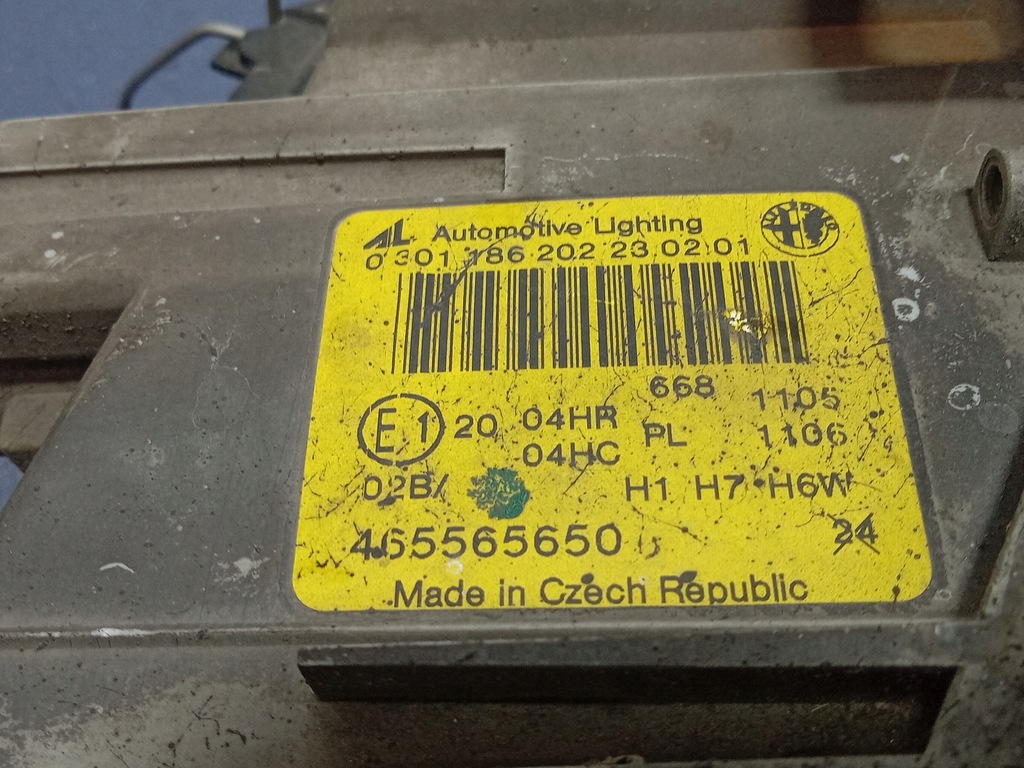 AL Automotive Lighting
0 301 186 202 23.02.01
668 1105
E1 20 04HR PL 1106
04HC
02B/ H1 H7 H6W
465565650 24
Made in Czech Republic